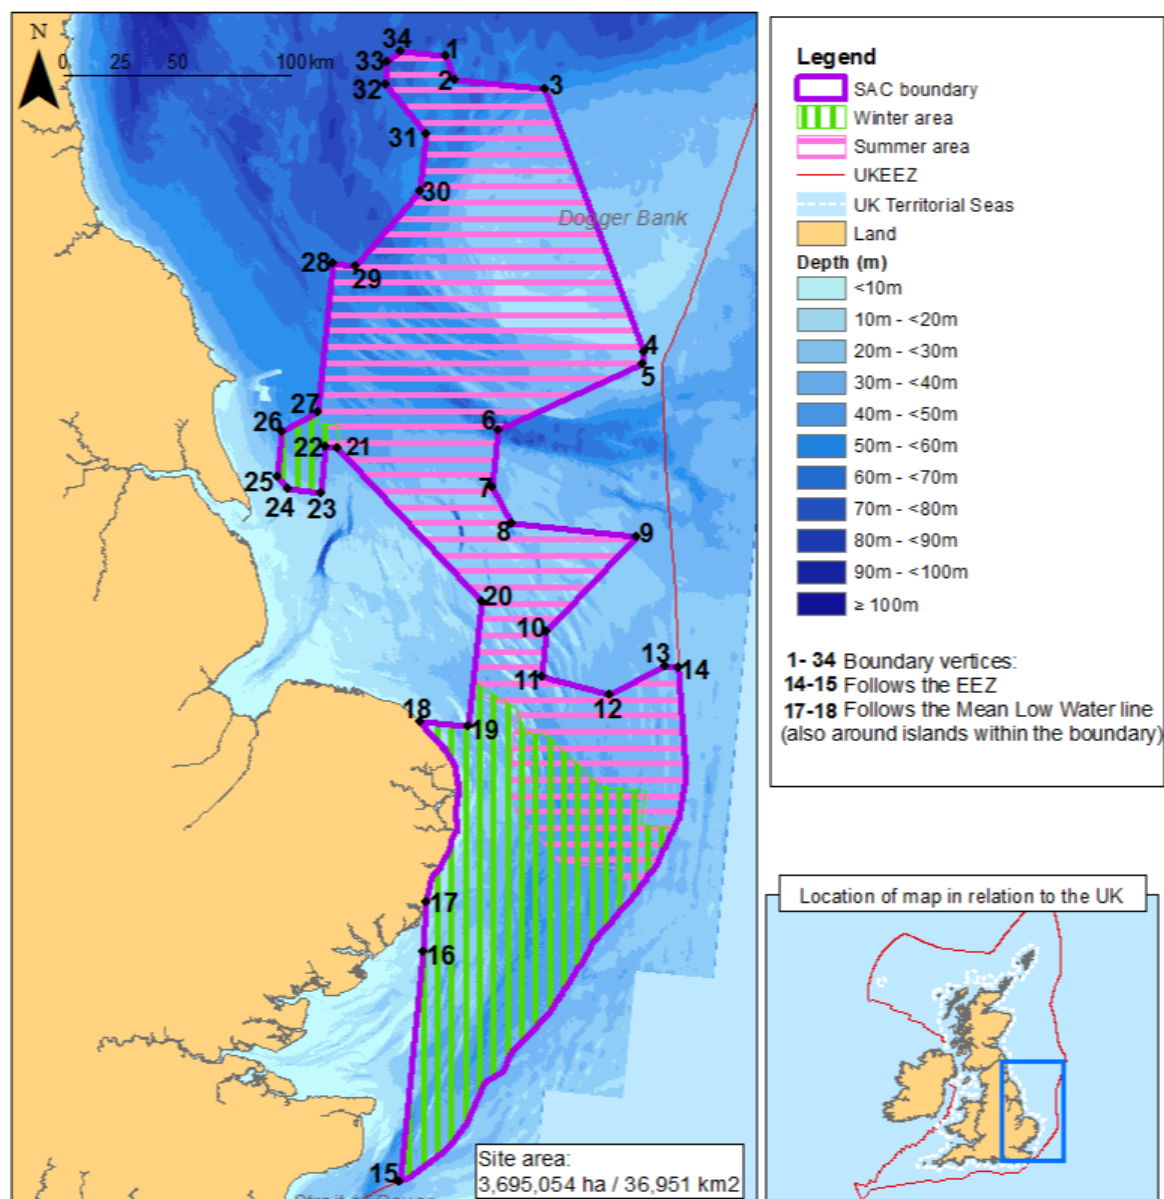 N
0 25 50 100 km
34
1
33
2
3
32
31
30
Dogger Bank
28
29
4
5
27
26
6
22
21
25
7
24
23
8
9
20
10
13
14
11
12
18
19
17
16
15
Strait of Dover
Site area:
3,695,054 ha / 36,951 km2
Legend
SAC boundary
Winter area
Summer area
UKEEZ
UK Territorial Seas
Land
Depth (m)
<10m
10m - <20m
20m - <30m
30m - <40m
40m - <50m
50m - <60m
60m - <70m
70m - <80m
80m - <90m
90m - <100m
≥ 100m
1- 34 Boundary vertices:
14-15 Follows the EEZ
17-18 Follows the Mean Low Water line
(also around islands within the boundary)
Location of map in relation to the UK